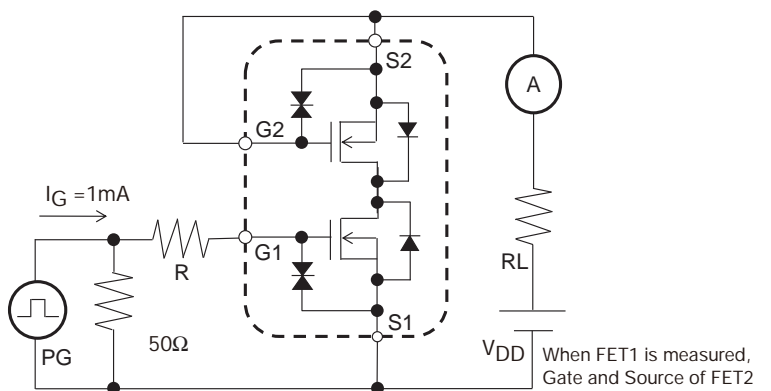 S2
A
G2
IG =1mA
G1
R
RL
S1
PG
50Ω
VDD
When FET1 is measured,
Gate and Source of FET2